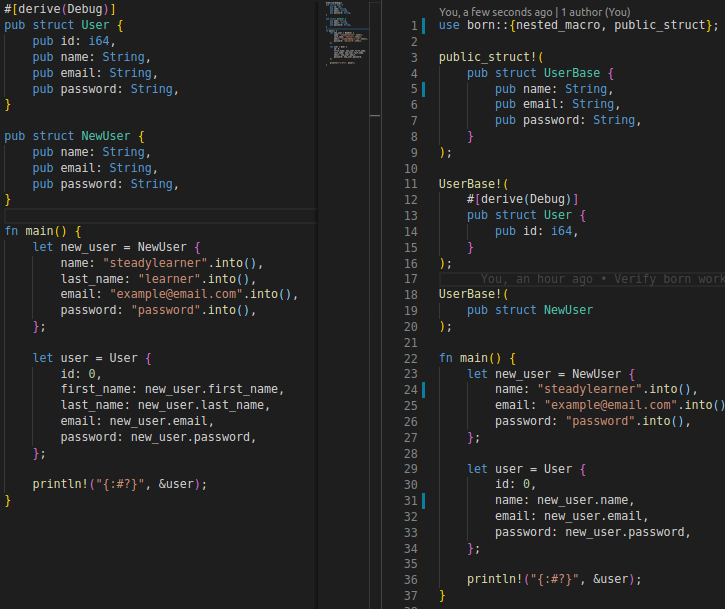 #[derive(Debug)]
pub struct User {
    pub id: i64,
    pub name: String,
    pub email: String,
    pub password: String,
}

pub struct NewUser {
    pub name: String,
    pub email: String,
    pub password: String,
}

fn main() {
    let new_user = NewUser {
        name: "steadylearner".into(),
        last_name: "learner".into(),
        email: "example@email.com".into(),
        password: "password".into(),
    };

    let user = User {
        id: 0,
        first_name: new_user.first_name,
        last_name: new_user.last_name,
        email: new_user.email,
        password: new_user.password,
    };

    println!("{:#?}", &user);
}

You, a few seconds ago | 1 author (You)
1 use born::{nested_macro, public_struct};
2
3 public_struct!(
4     pub struct UserBase {
5         pub name: String,
6         pub email: String,
7         pub password: String,
8     }
9 );
10
11 UserBase!(
12     #[derive(Debug)]
13     pub struct User {
14         pub id: i64,
15     }
16 );
17 You, an hour ago • Verify born work
18 UserBase!(
19     pub struct NewUser
20 );
21
22 fn main() {
23     let new_user = NewUser {
24         name: "steadylearner".into(),
25         email: "example@email.com".into()
26         password: "password".into(),
27     };
28
29     let user = User {
30         id: 0,
31         name: new_user.name,
32         email: new_user.email,
33         password: new_user.password,
34     };
35
36     println!("{:#?}", &user);
37 }